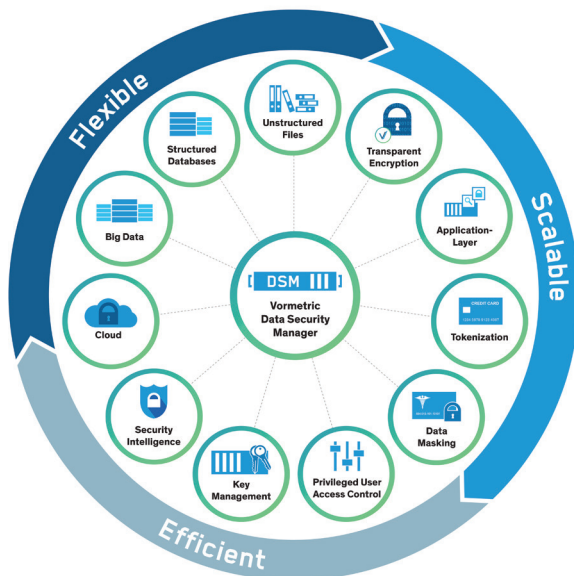 Flexible
Scalable
Efficient
Unstructured
Files
Transparent
Encryption
Application-
Layer
CREDIT CARD
Tokenization
Data
Masking
Privileged User
Access Control
Key
Management
Security
Intelligence
Cloud
Big Data
Structured
Databases
DSM
Vormetric
Data Security
Manager